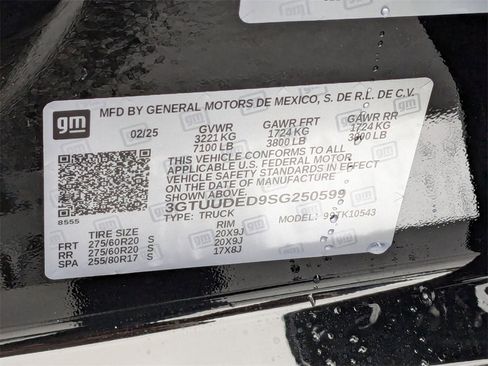 gm
MFD BY GENERAL MOTORS DE MEXICO, S. DE R.L. DE C.V.
02/25 GVWR GAWR FRT GAWR RR
3221 KG 1724 KG 1724 KG
7100 LB 3800 LB 3800 LB
THIS VEHICLE CONFORMS TO ALL
APPLICABLE U.S. FEDERAL MOTOR
VEHICLE SAFETY STANDARDS IN
EFFECT ON THE DATE OF MANUFACTURE
SHOWN ABOVE.
3GTUUDED9SG250599
8555 TYPE: TRUCK MODEL:
TIRE SIZE RIM
FRT 275/60R20 S 20X9J
RR 275/60R20 S 20X9J
SPA 255/80R17 S 17X8J